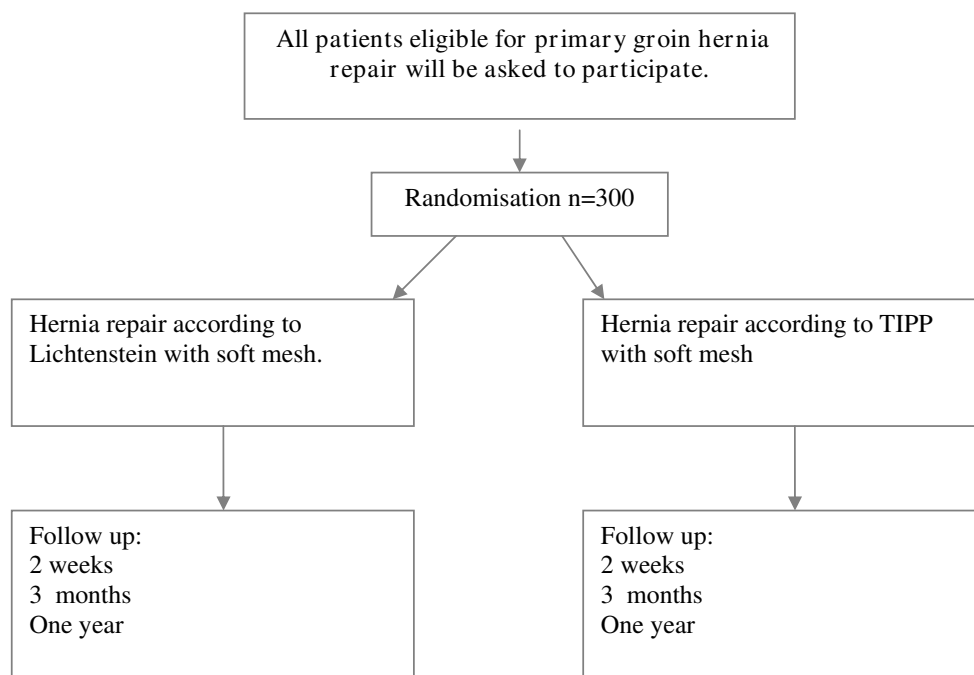 All patients eligible for primary groin hernia
repair will be asked to participate.
Randomisation n=300
Hernia repair according to
Lichtenstein with soft mesh.
Hernia repair according to TIPP
with soft mesh
Follow up:
2 weeks
3 months
One year
Follow up:
2 weeks
3 months
One year